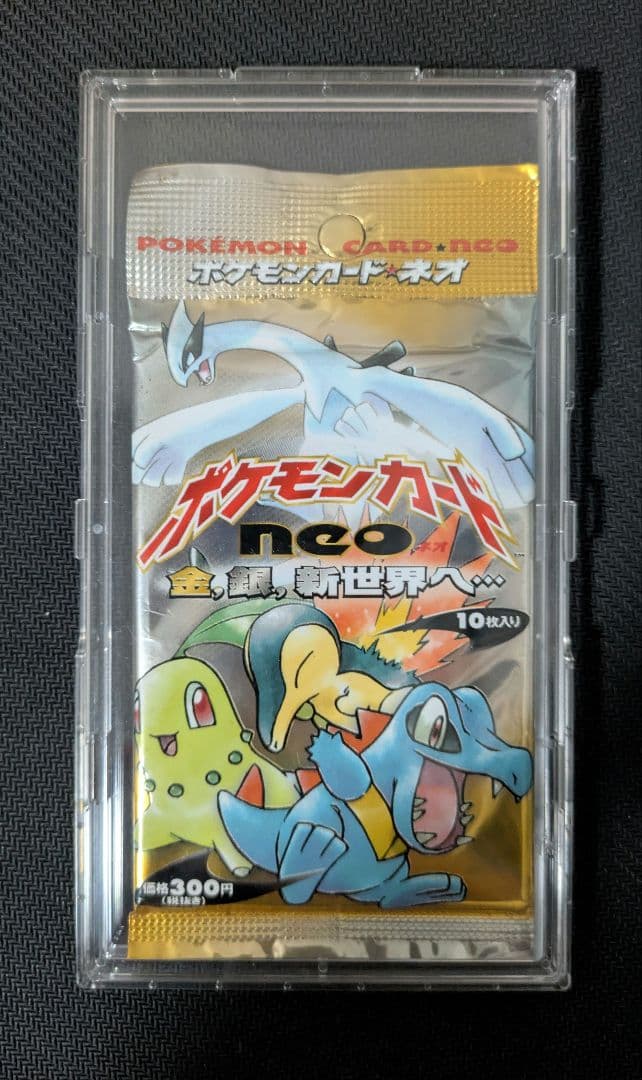 POKÉMON CARD★neo
ポケモンカード★ネオ
ポケモンカード
neo ネオ
金,銀,新世界へ…
10枚入り
価格300円
(税抜き)